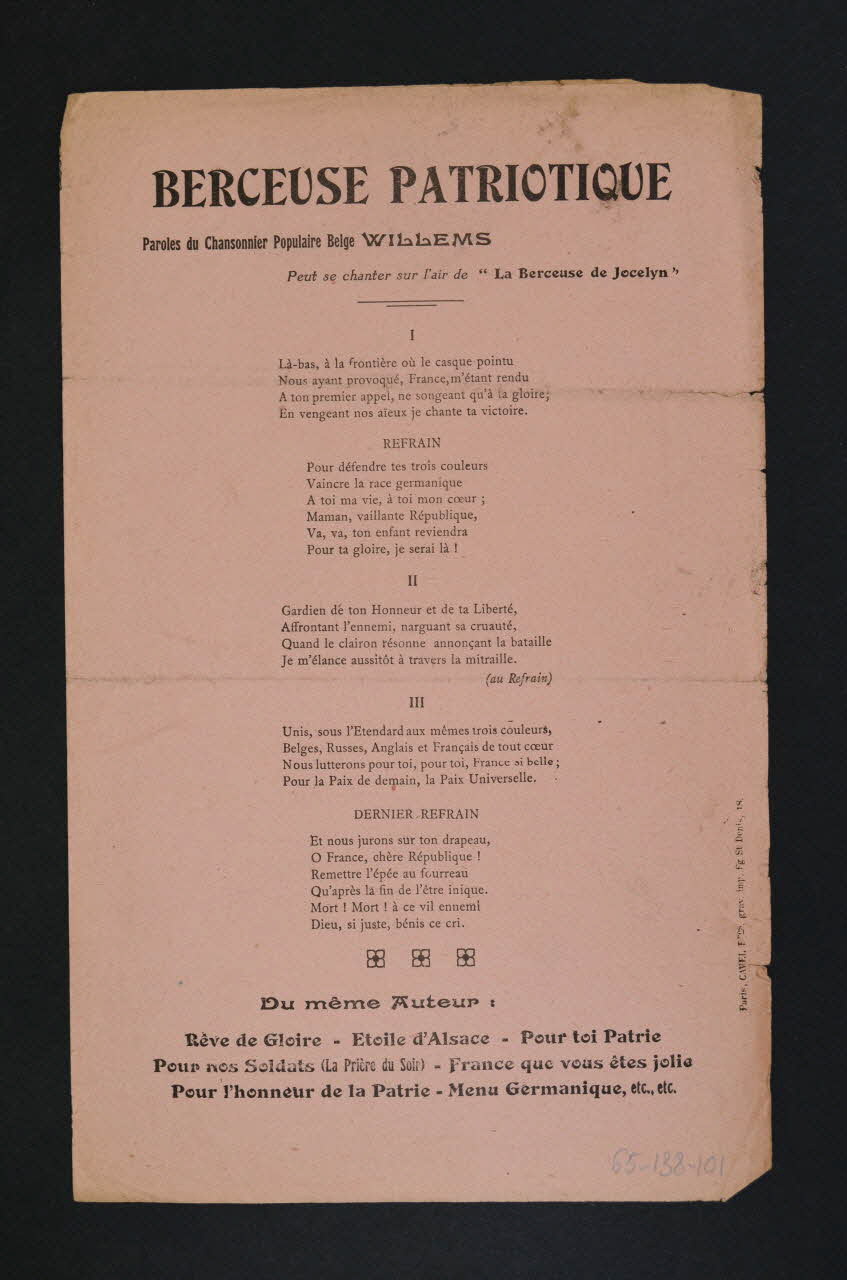 BERCEUSE PATRIOTIQUE
Paroles du Chansonnier Populaire Belge WILLEMS
Peut se chanter sur l'air de “ La Berceuse de Jocelyn ”
I
Là-bas, à la frontière où le casque pointu
Nous ayant provoqué, France, m'étant rendu
A ton premier appel, ne songeant qu'à ta gloire;
En vengeant nos aïeux je chante ta victoire.
REFRAIN
Pour défendre tes trois couleurs
Vaincre la race germanique
A toi ma vie, à toi mon cœur ;
Maman, vaillante République,
Va, va, ton enfant reviendra
Pour ta gloire, je serai là !
II
Gardien de ton Honneur et de ta Liberté,
Affrontant l'ennemi, narguant sa cruauté,
Quand le clairon résonne annonçant la bataille
Je m'élance aussitôt à travers la mitraille.
(au Refrain)
III
Unis, sous l'Etendard aux mêmes trois couleurs,
Belges, Russes, Anglais et Français de tout cœur
Nous lutterons pour toi, pour toi, France si belle ;
Pour la Paix de demain, la Paix Universelle.
DERNIER REFRAIN
Et nous jurons sur ton drapeau,
O France, chère République !
Remettre l'épée au fourreau
Qu'après la fin de l'être inique.
Mort ! Mort ! à ce vil ennemi
Dieu, si juste, bénis ce cri.
Du même Auteur :
Rêve de Gloire - Etoile d'Alsace - Pour toi Patrie
Pour nos Soldats (La Prière du Soir) - France que vous êtes jolie
Pour l'honneur de la Patrie - Menu Germanique, etc., etc.
Paris, grav. imp. Fg St Denis, 18.
65-138-101